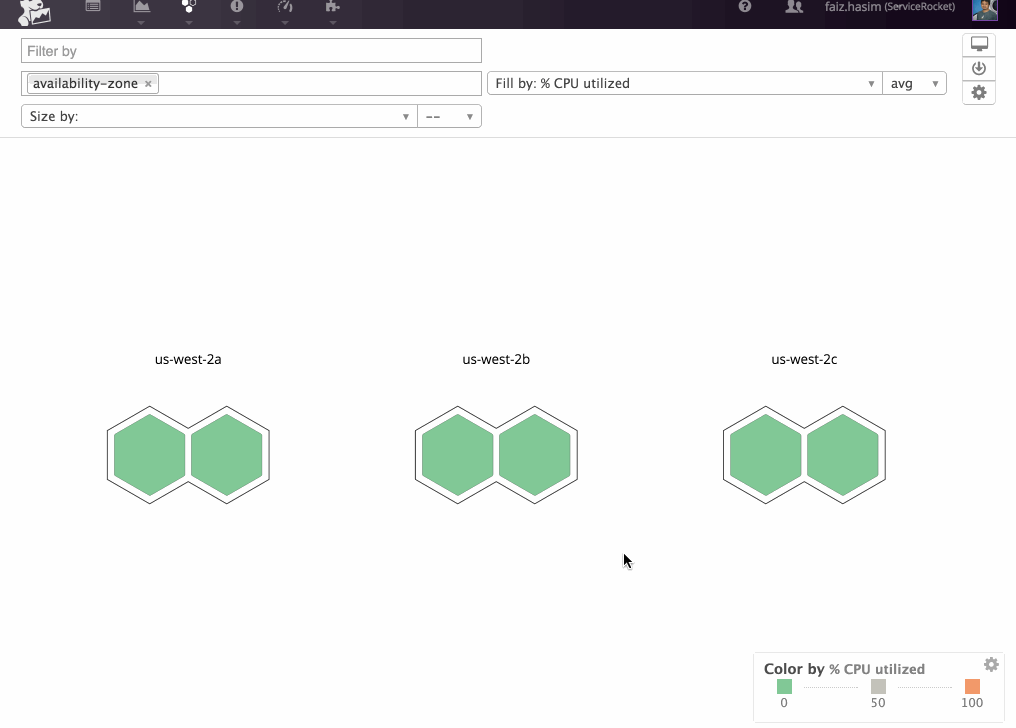 faiz.hasim (ServiceRocket)
Filter by
availability-zone ×
Fill by: % CPU utilized
avg
Size by:
--
us-west-2a
us-west-2b
us-west-2c
Color by % CPU utilized
0
50
100